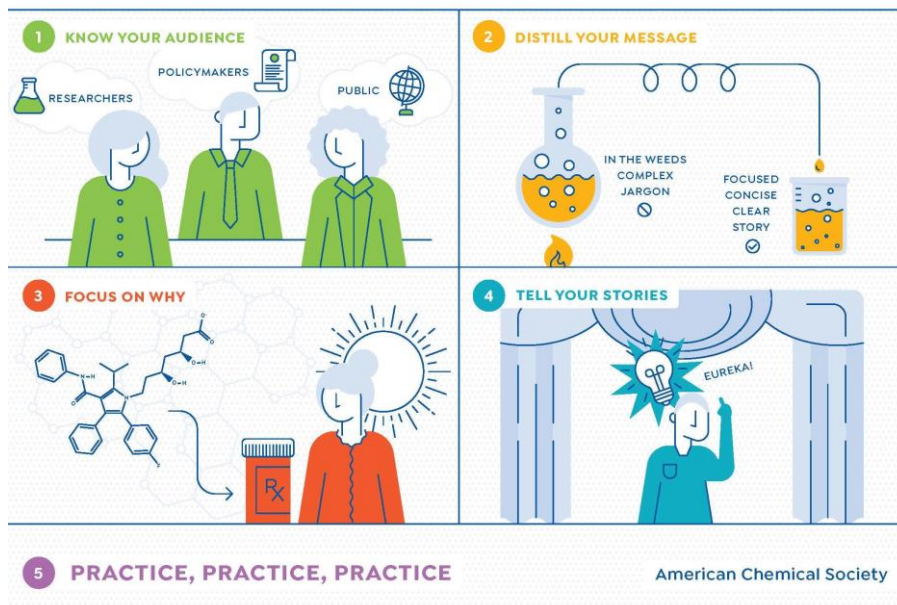 1 KNOW YOUR AUDIENCE
RESEARCHERS
POLICYMAKERS
PUBLIC
2 DISTILL YOUR MESSAGE
IN THE WEEDS
COMPLEX
JARGON
FOCUSED
CONCISE
CLEAR
STORY
3 FOCUS ON WHY
O⁻
O
O-H
O-H
N-H
O
N
F
Rx
4 TELL YOUR STORIES
EUREKA!
5 PRACTICE, PRACTICE, PRACTICE
American Chemical Society